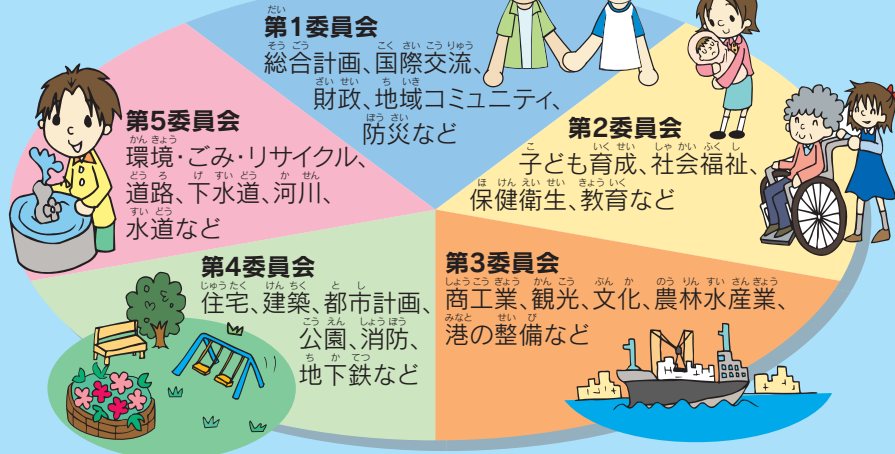 第1委員会
総合計画、国際交流、
財政、地域コミュニティ、
防災など
第2委員会
子ども育成、社会福祉、
保健衛生、教育など
第3委員会
商工業、観光、文化、農林水産業、
港の整備など
第4委員会
住宅、建築、都市計画、
公園、消防、
地下鉄など
第5委員会
環境・ごみ・リサイクル、
道路、下水道、河川、
水道など